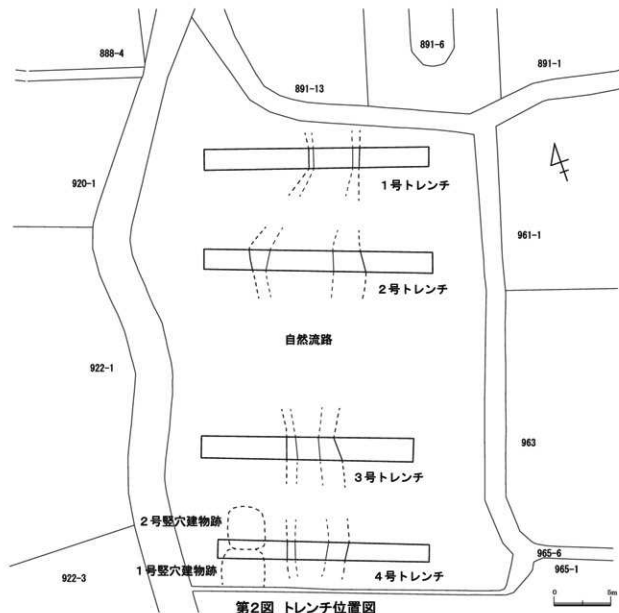 888-4
891-6
891-1
891-13
1号トレンチ
920-1
961-1
2号トレンチ
自然流路
922-1
963
3号トレンチ
2号竪穴建物跡
1号竪穴建物跡
4号トレンチ
965-6
965-1
922-3
0 5m
第2図 トレンチ位置図